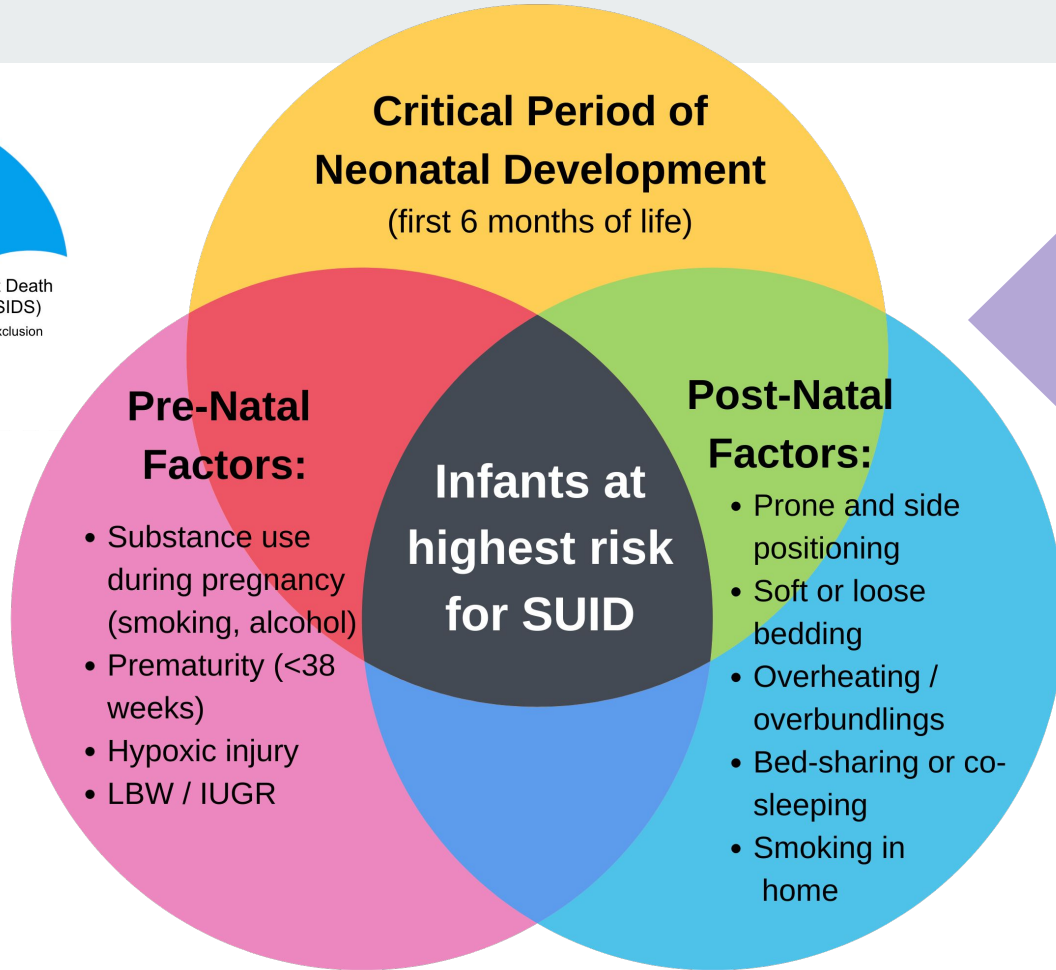 Critical Period of
Neonatal Development
(first 6 months of life)
Death
SIDS)
Pre-Natal
Factors:
• Substance use
during pregnancy
(smoking, alcohol)
• Prematurity (<38
weeks)
• Hypoxic injury
• LBW / IUGR
Infants at
highest risk
for SUID
Post-Natal
Factors:
• Prone and side
positioning
• Soft or loose
bedding
• Overheating /
overbundlings
• Bed-sharing or co-
sleeping
• Smoking in
home